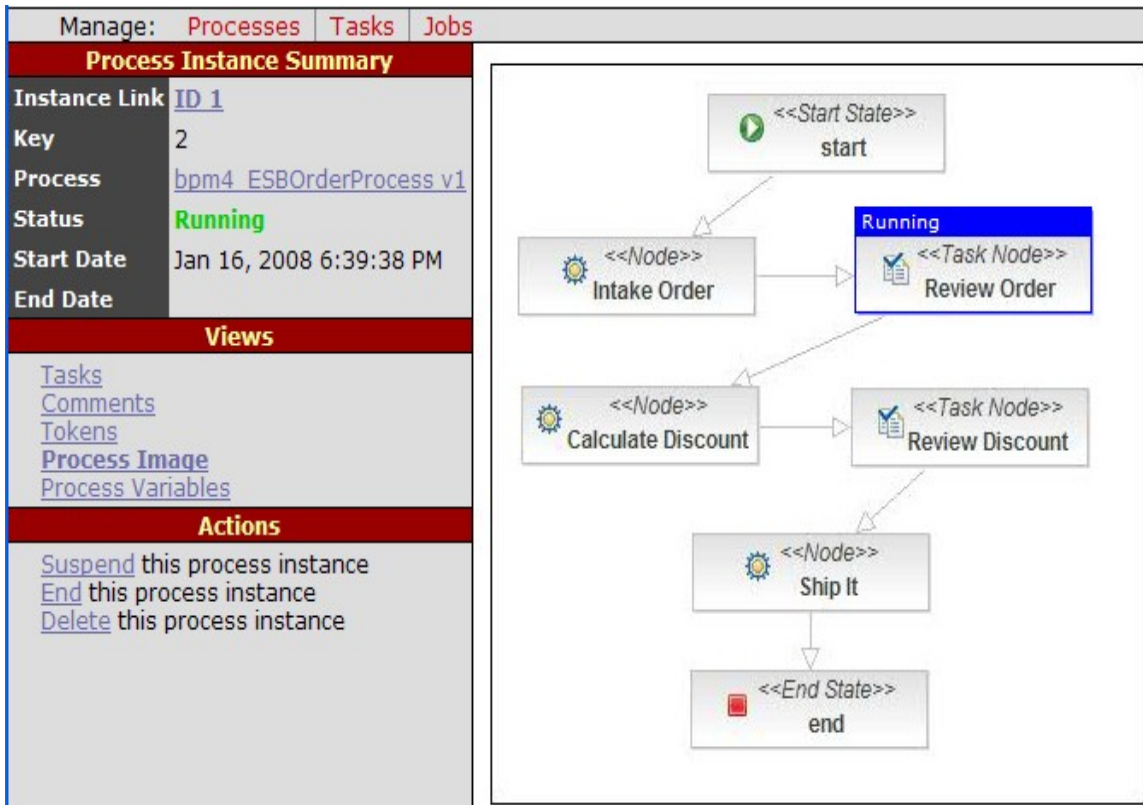 Manage: Processes Tasks Jobs
Process Instance Summary
Instance Link ID 1
Key 2
Process bpm4_ESBOrderProcess v1
Status Running
Start Date Jan 16, 2008 6:39:38 PM
End Date
Views
Tasks
Comments
Tokens
Process Image
Process Variables
Actions
Suspend this process instance
End this process instance
Delete this process instance
<<Start State>>
start
<<Node>>
Intake Order
Running
<<Task Node>>
Review Order
<<Node>>
Calculate Discount
<<Task Node>>
Review Discount
<<Node>>
Ship It
<<End State>>
end